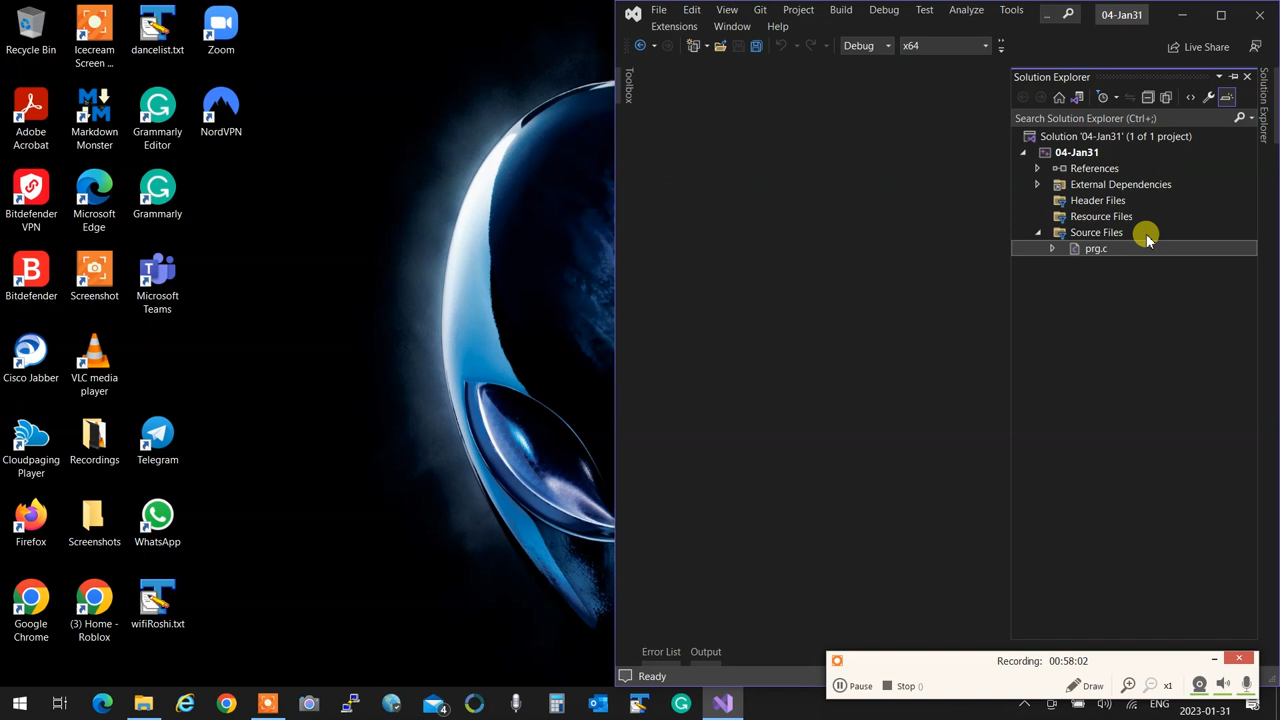 Recycle Bin
Icecream
Screen ...
dancelist.txt
Zoom
Adobe
Acrobat
Markdown
Monster
Grammarly
Editor
NordVPN
Bitdefender
VPN
Microsoft
Edge
Grammarly
Bitdefender
Screenshot
Microsoft
Teams
Cisco Jabber
VLC media
player
Cloudpaging
Player
Recordings
Telegram
Firefox
Screenshots
WhatsApp
Google
Chrome
(3) Home -
Roblox
wifiRoshi.txt
File Edit View Git Project Build Debug Test Analyze Tools ... 04-Jan31
Extensions Window Help
Debug x64 Live Share
Toolbox
Solution Explorer
Search Solution Explorer (Ctrl+;)
Solution '04-Jan31' (1 of 1 project)
04-Jan31
References
External Dependencies
Header Files
Resource Files
Source Files
prg.c
Solution Explorer
Error List Output
Ready
Recording: 00:58:02
Pause Stop () Draw x1
4
ENG
2023-01-31